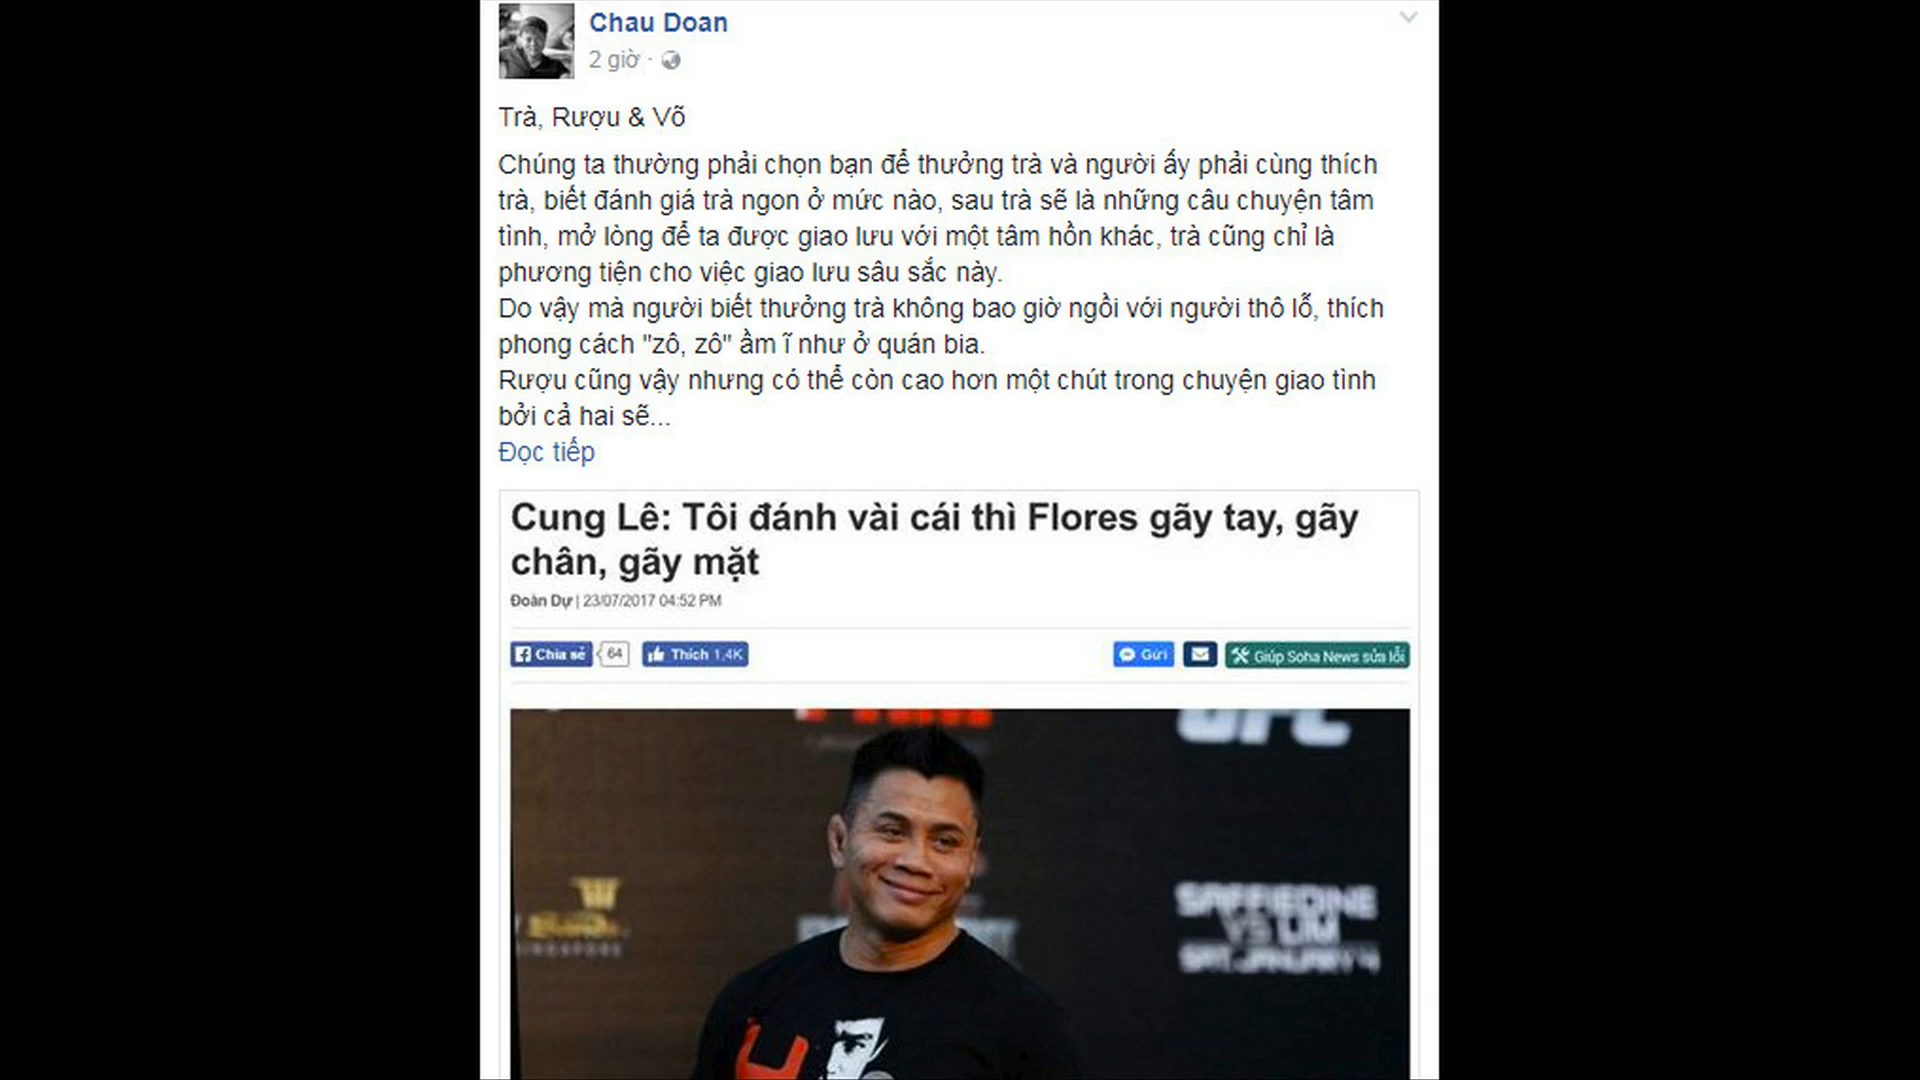 Chau Doan
2 giờ ·
Trà, Rượu & Võ
Chúng ta thường phải chọn bạn để thưởng trà và người ấy phải cùng thích
trà, biết đánh giá trà ngon ở mức nào, sau trà sẽ là những câu chuyện tâm
tình, mở lòng để ta được giao lưu với một tâm hồn khác, trà cũng chỉ là
phương tiện cho việc giao lưu sâu sắc này.
Do vậy mà người biết thưởng trà không bao giờ ngồi với người thô lỗ, thích
phong cách "zô, zô" ầm ĩ như ở quán bia.
Rượu cũng vậy nhưng có thể còn cao hơn một chút trong chuyện giao tình
bởi cả hai sẽ...
Đọc tiếp
Cung Lê: Tôi đánh vài cái thì Flores gãy tay, gãy
chân, gãy mặt
Đoàn Dự | 23/07/2017 04:52 PM
Chia sẻ 64 Thích 1,4K Gửi Giúp Soha News sửa lỗi
UFC
SINGAPORE
SAFFIEDINE
VS LIM
SAT. JANUARY 4